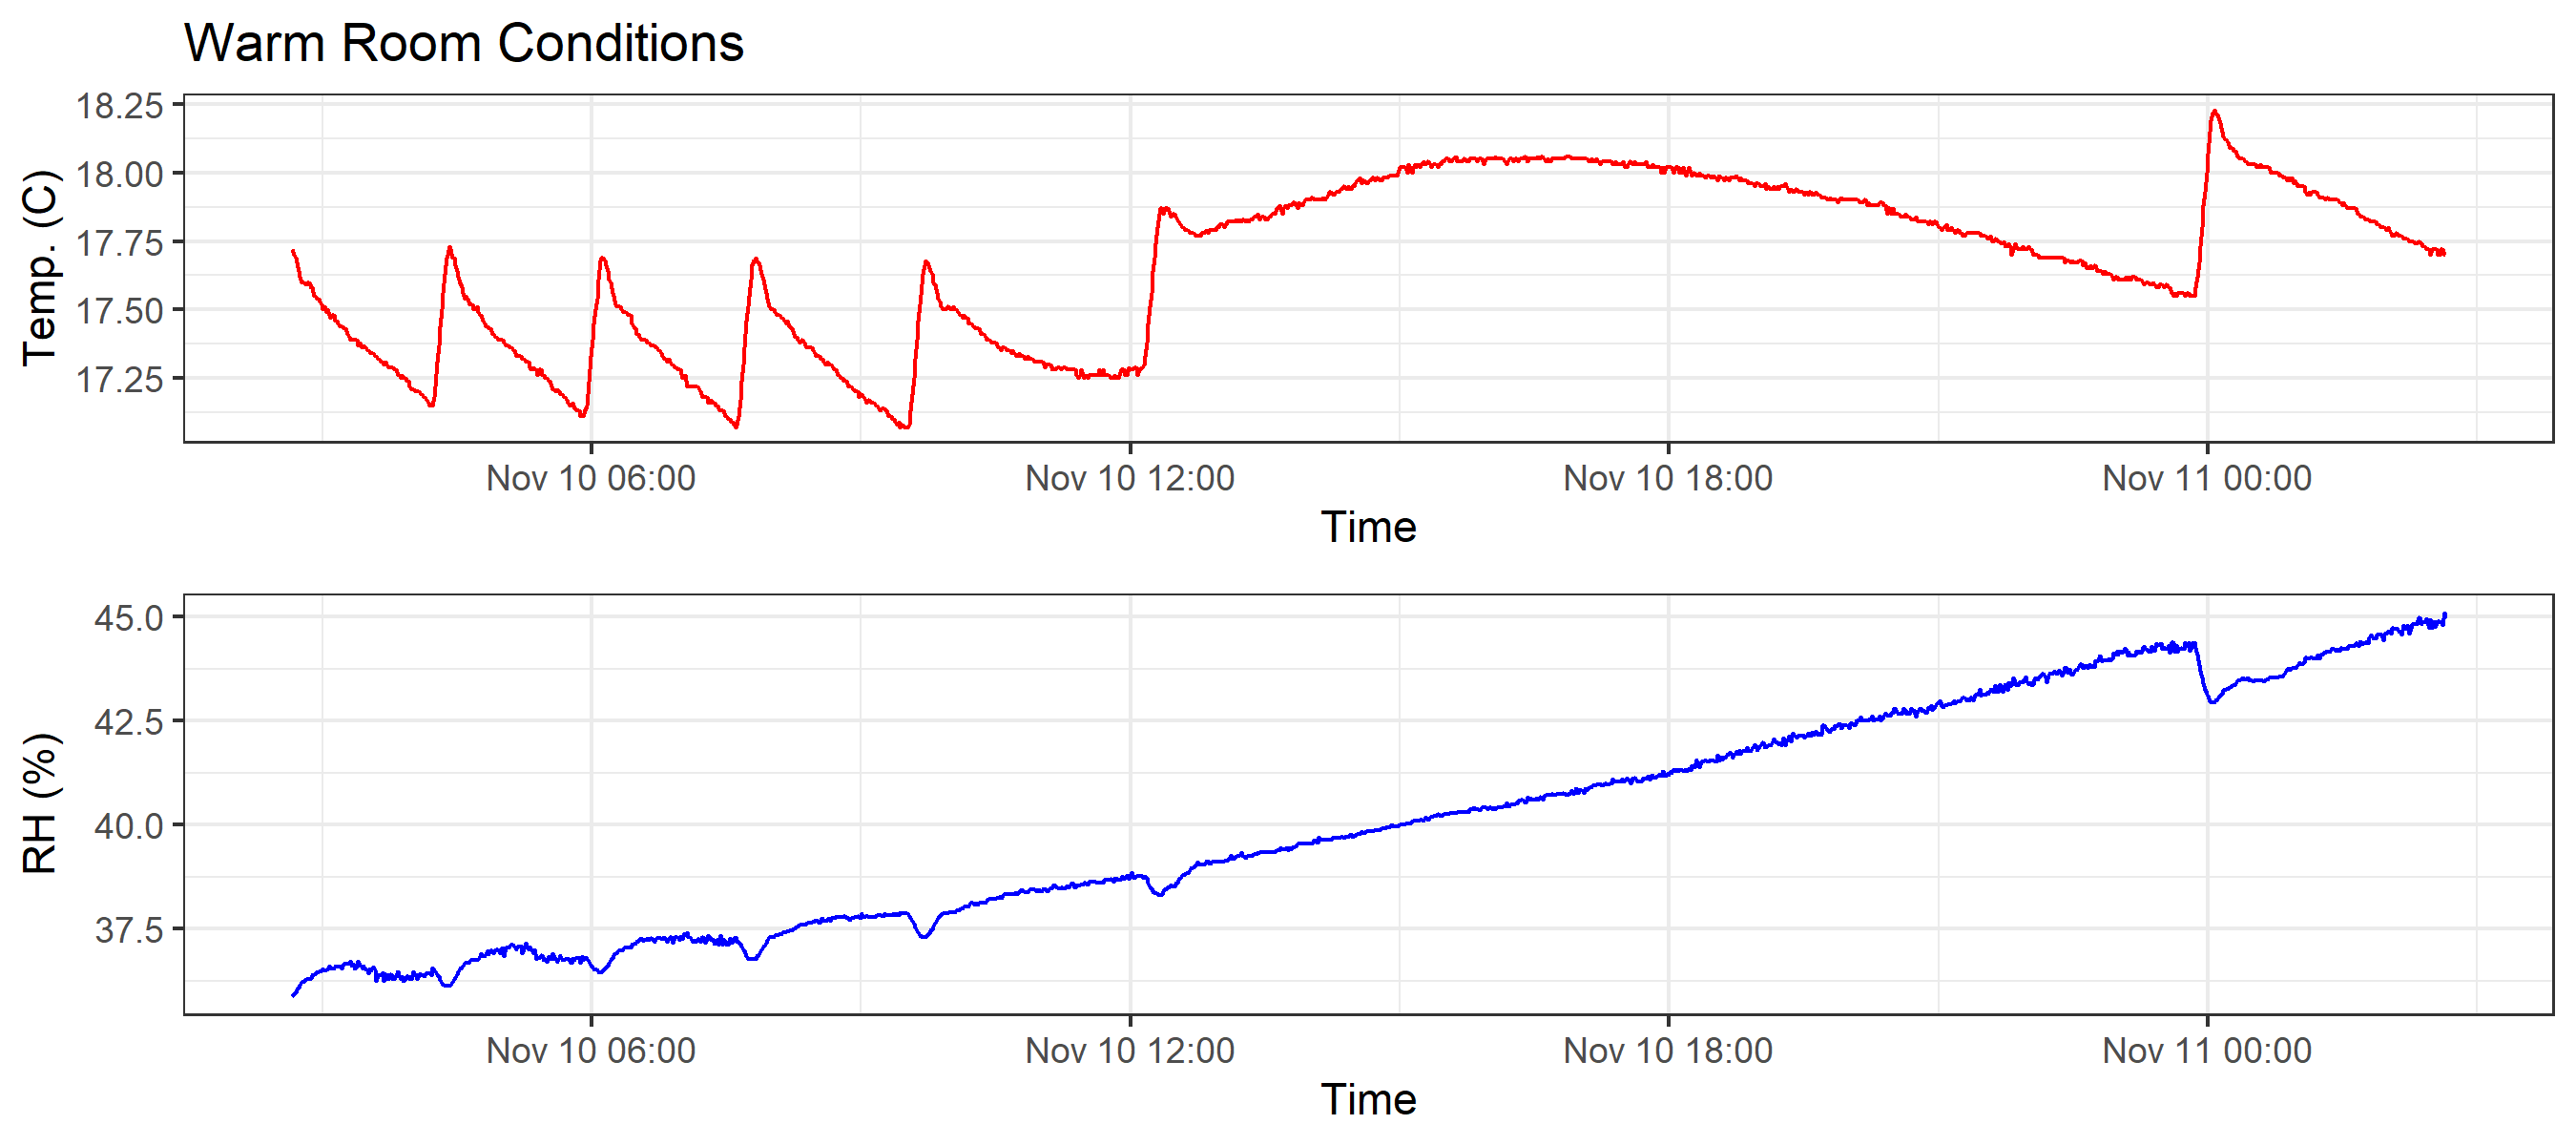 Warm Room Conditions
Temp. (C)
18.25
18.00
17.75
17.50
17.25
Nov 10 06:00 Nov 10 12:00 Nov 10 18:00 Nov 11 00:00
Time
RH (%)
45.0
42.5
40.0
37.5
Nov 10 06:00 Nov 10 12:00 Nov 10 18:00 Nov 11 00:00
Time